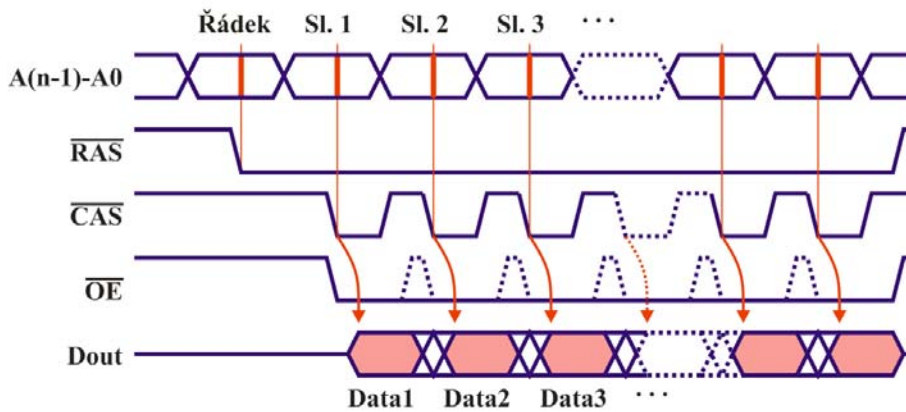 Řádek Sl. 1 Sl. 2 Sl. 3 ...
A(n-1)-A0
RAS
CAS
OE
Dout
Data1 Data2 Data3 ...